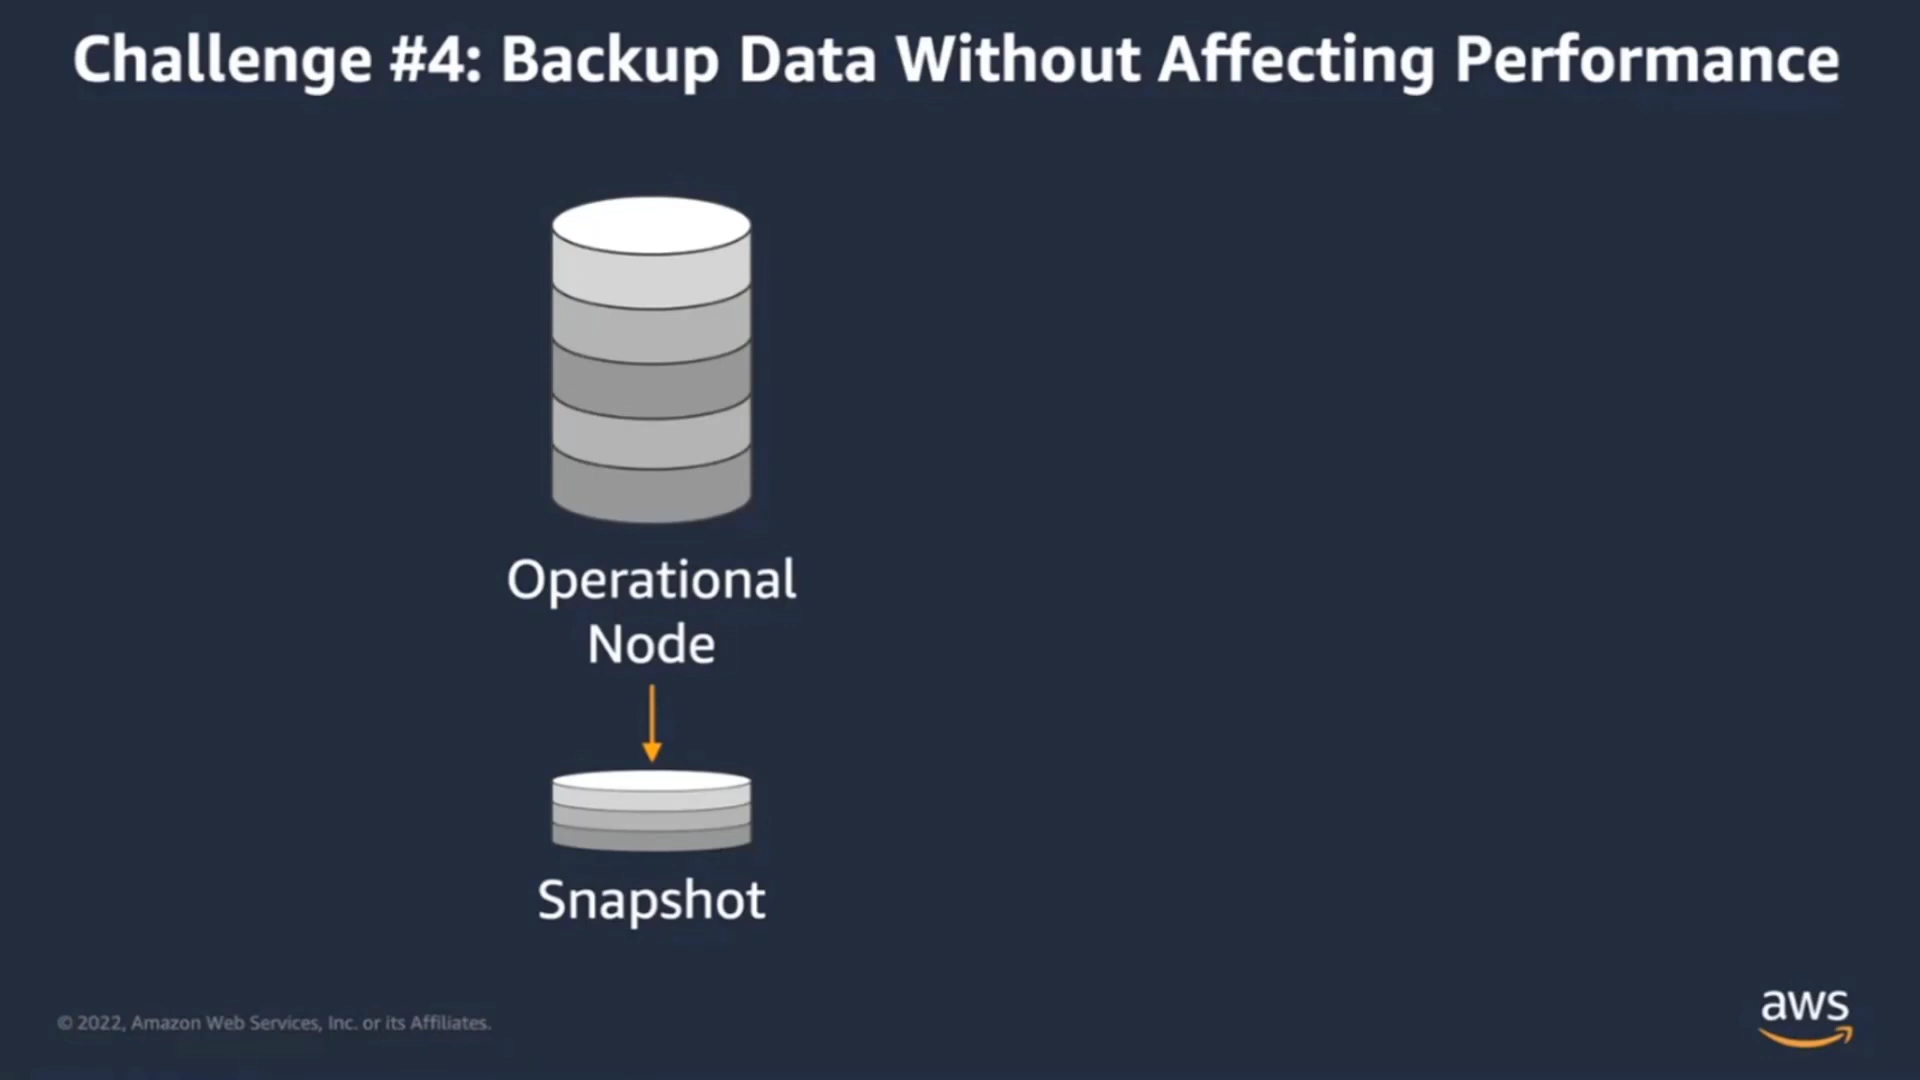 Challenge #4: Backup Data Without Affecting Performance
Operational
Node
Snapshot
© 2022, Amazon Web Services, Inc. or its Affiliates.
aws